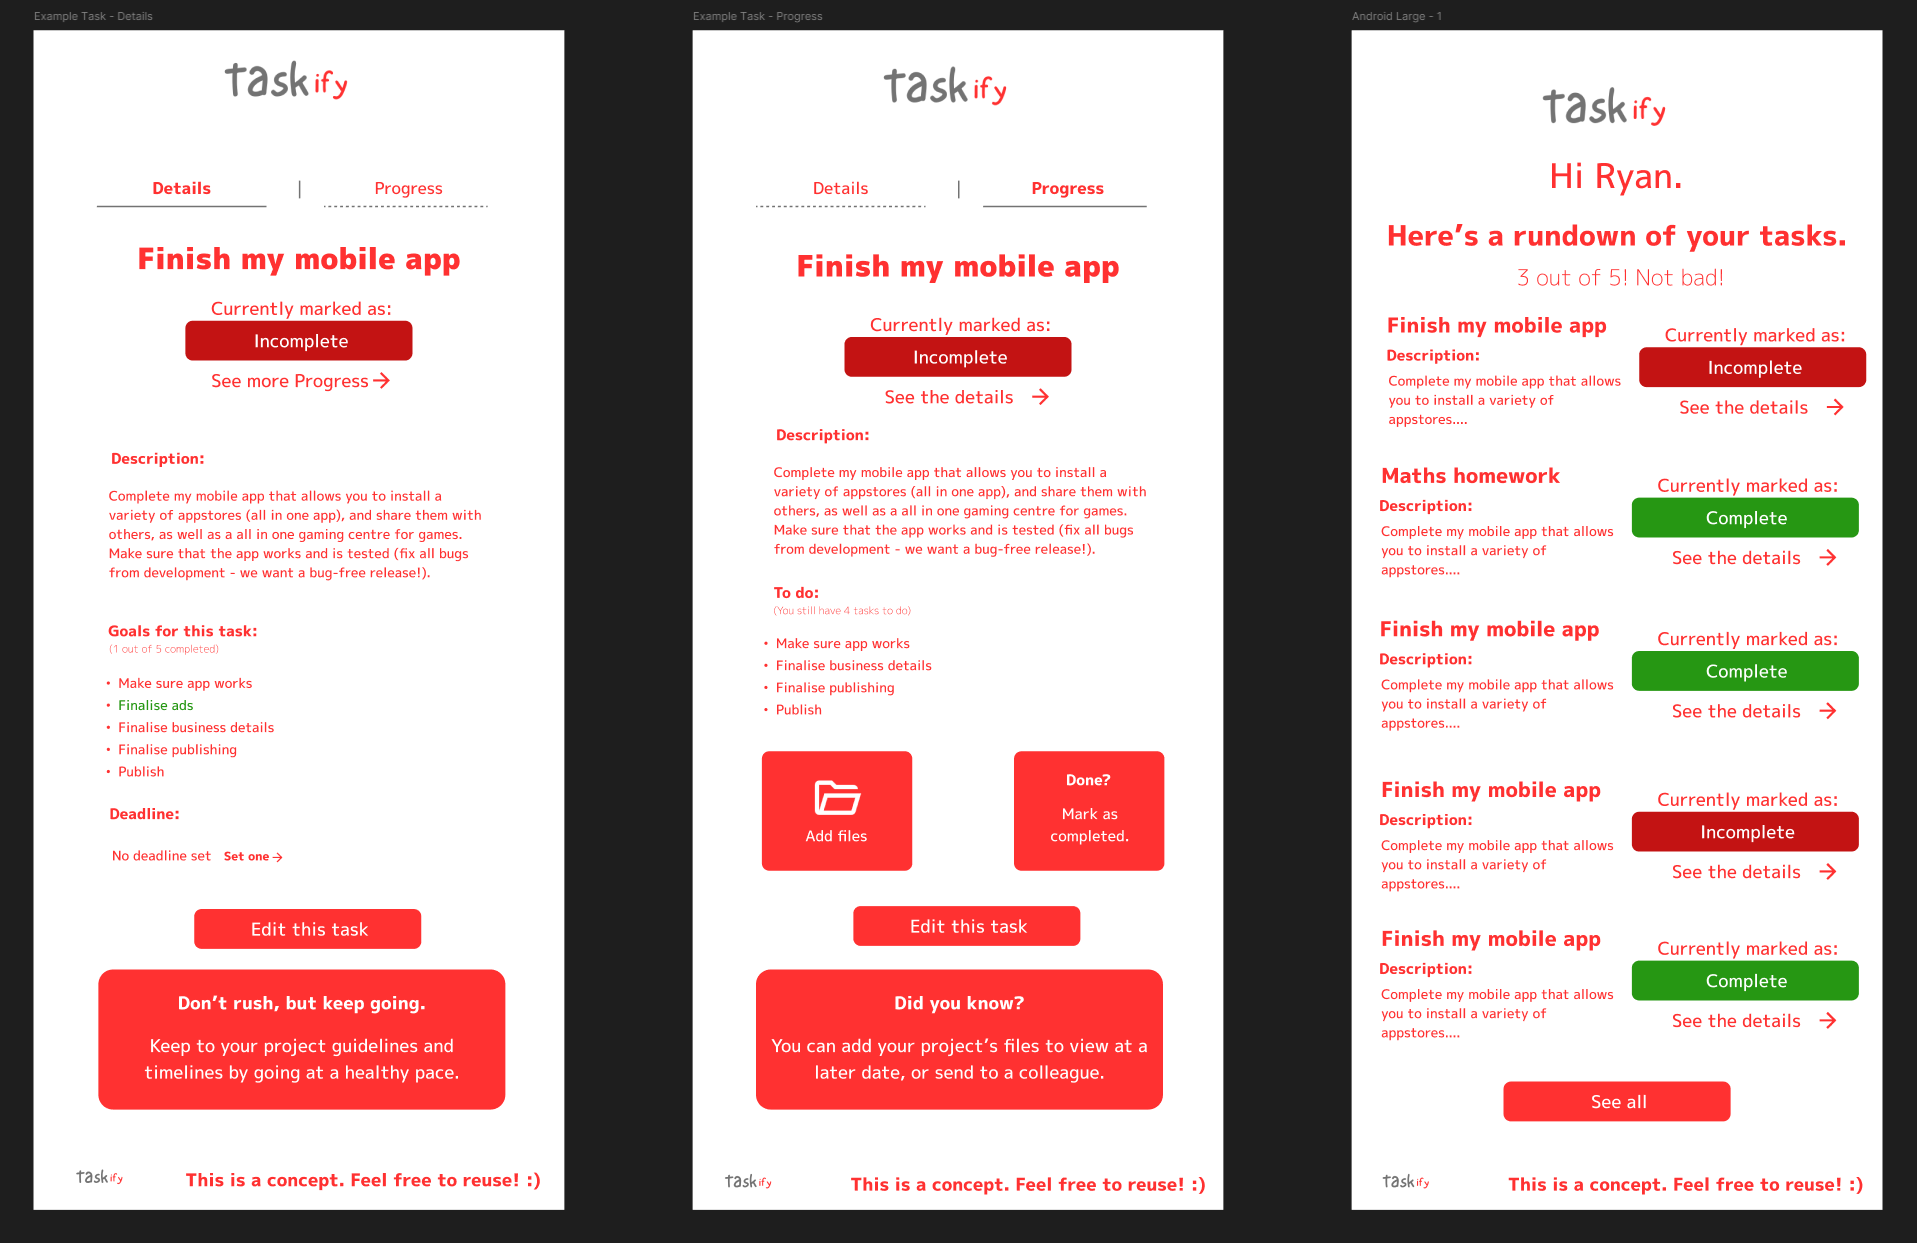 Example Task - Details
taskify
Details | Progress
Finish my mobile app
Currently marked as:
Incomplete
See more Progress →
Description:
Complete my mobile app that allows you to install a
variety of appstores (all in one app), and share them with
others, as well as a all in one gaming centre for games.
Make sure that the app works and is tested (fix all bugs
from development - we want a bug-free release!).
Goals for this task:
(1 out of 5 completed)
• Make sure app works
• Finalise ads
• Finalise business details
• Finalise publishing
• Publish
Deadline:
No deadline set Set one →
Edit this task
Don't rush, but keep going.
Keep to your project guidelines and
timelines by going at a healthy pace.
taskify
This is a concept. Feel free to reuse! :)
Example Task - Progress
taskify
Details | Progress
Finish my mobile app
Currently marked as:
Incomplete
See the details →
Description:
Complete my mobile app that allows you to install a
variety of appstores (all in one app), and share them with
others, as well as a all in one gaming centre for games.
Make sure that the app works and is tested (fix all bugs
from development - we want a bug-free release!).
To do:
(You still have 4 tasks to do)
• Make sure app works
• Finalise business details
• Finalise publishing
• Publish
Add files
Done?
Mark as
completed.
Edit this task
Did you know?
You can add your project's files to view at a
later date, or send to a colleague.
taskify
This is a concept. Feel free to reuse! :)
Android Large - 1
taskify
Hi Ryan.
Here's a rundown of your tasks.
3 out of 5! Not bad!
Finish my mobile app
Description:
Complete my mobile app that allows
you to install a variety of
appstores....
Currently marked as:
Incomplete
See the details →
Maths homework
Description:
Complete my mobile app that allows
you to install a variety of
appstores....
Currently marked as:
Complete
See the details →
Finish my mobile app
Description:
Complete my mobile app that allows
you to install a variety of
appstores....
Currently marked as:
Complete
See the details →
Finish my mobile app
Description:
Complete my mobile app that allows
you to install a variety of
appstores....
Currently marked as:
Incomplete
See the details →
Finish my mobile app
Description:
Complete my mobile app that allows
you to install a variety of
appstores....
Currently marked as:
Complete
See the details →
See all
taskify
This is a concept. Feel free to reuse! :)